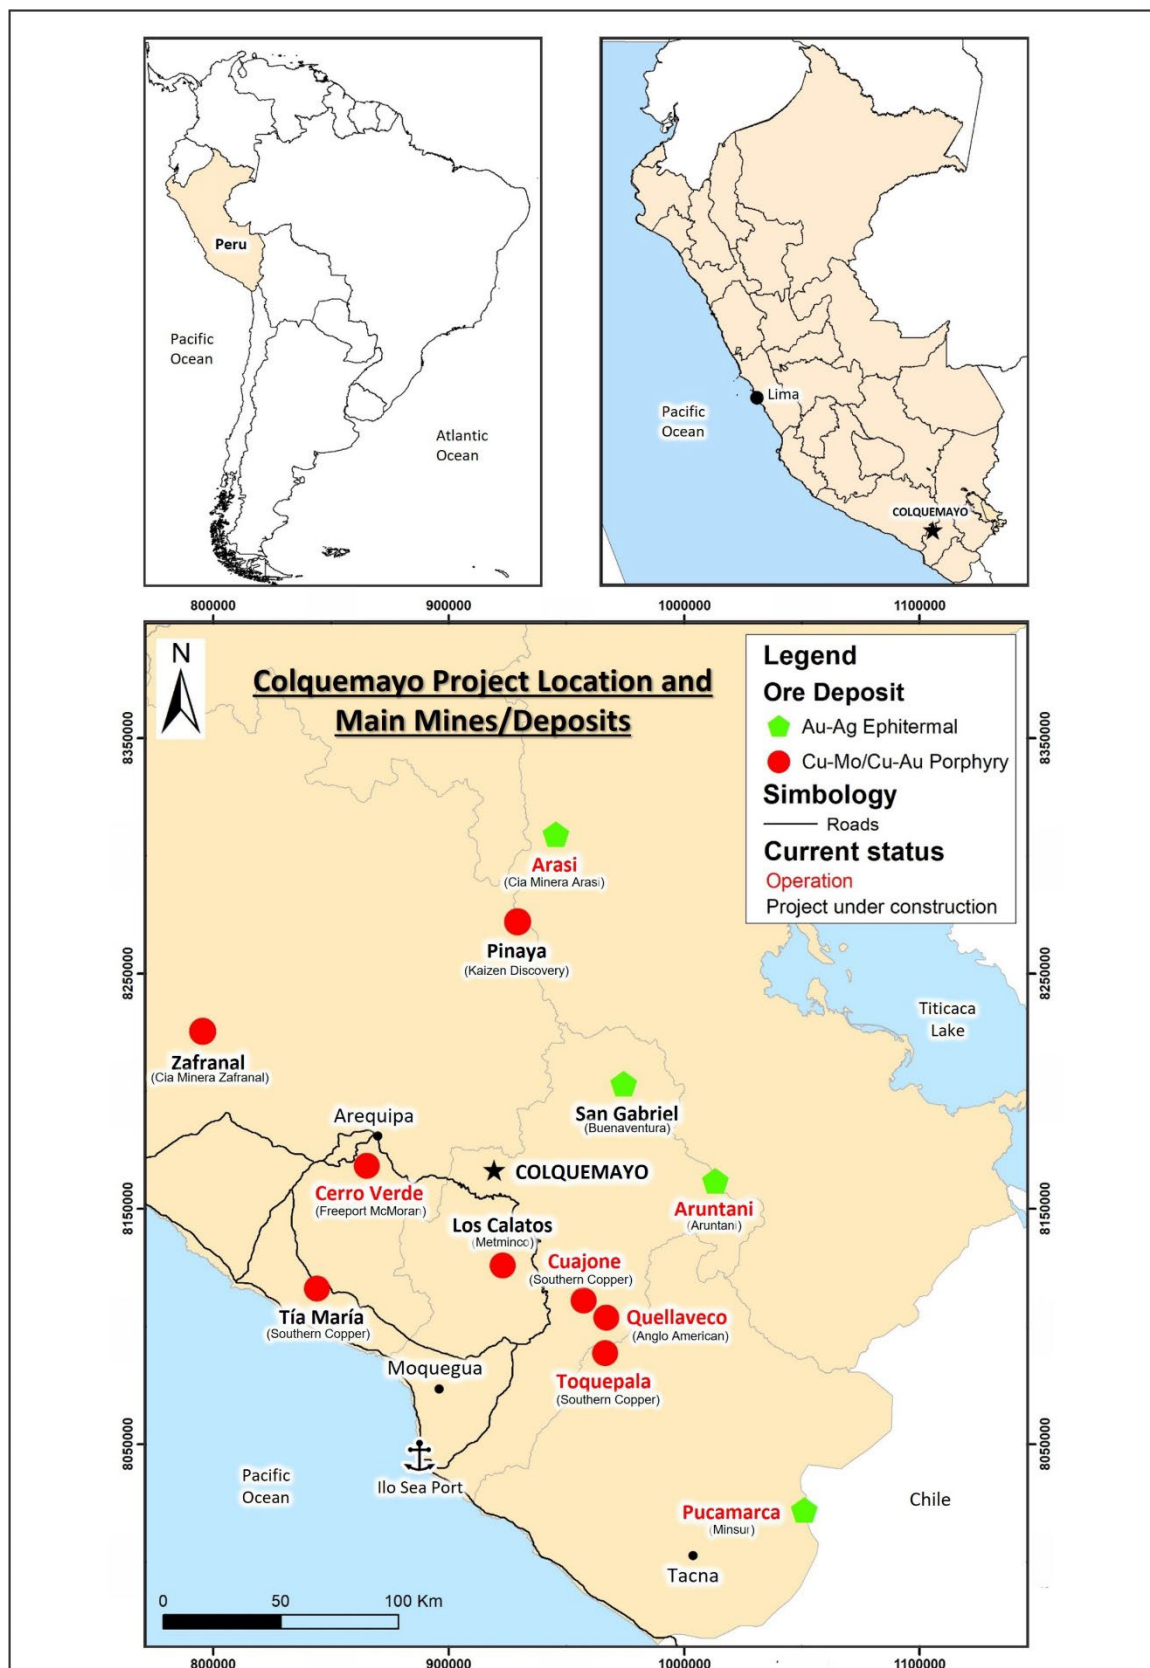 Peru
Pacific
Ocean
Atlantic
Ocean
Lima
Pacific
Ocean
COLQUEMAYO
800000
900000
1000000
1100000
N
Colquemayo Project Location and
Main Mines/Deposits
Legend
Ore Deposit
Au-Ag Ephitermal
Cu-Mo/Cu-Au Porphyry
Simbology
Roads
Current status
Operation
Project under construction
8350000
8350000
Arasi
(Cia Minera Arasi)
Pinaya
(Kaizen Discovery)
8250000
8250000
Titicaca
Lake
Zafranal
(Cia Minera Zafranal)
San Gabriel
(Buenaventura)
Arequipa
COLQUEMAYO
Cerro Verde
(Freeport McMoran)
Aruntani
(Aruntani)
8150000
8150000
Los Calatos
(Metminco)
Cuajone
(Southern Copper)
Tía María
(Southern Copper)
Quellaveco
(Anglo American)
Moquegua
Toquepala
(Southern Copper)
8050000
8050000
Ilo Sea Port
Pacific
Ocean
Chile
Pucamarca
(Minsur)
Tacna
0
50
100 Km
800000
900000
1000000
1100000